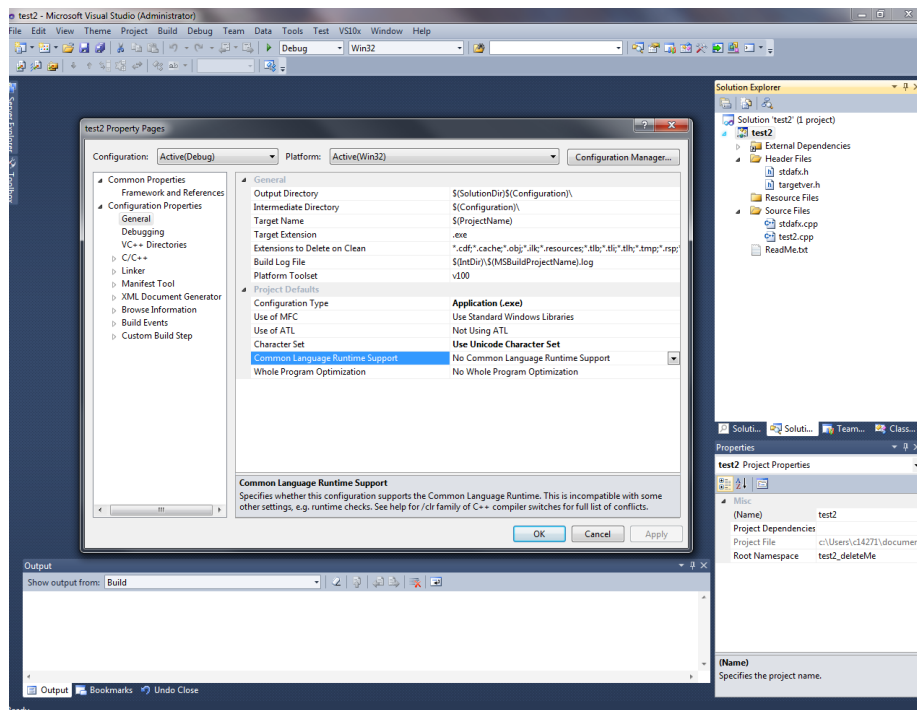 test2 - Microsoft Visual Studio (Administrator)
File Edit View Theme Project Build Debug Team Data Tools Test VS10x Window Help
Debug Win32
Server Explorer
Toolbox
test2 Property Pages
Configuration: Active(Debug) Platform: Active(Win32) Configuration Manager...
Common Properties
Framework and References
Configuration Properties
General
Debugging
VC++ Directories
C/C++
Linker
Manifest Tool
XML Document Generator
Browse Information
Build Events
Custom Build Step
General
Output Directory $(SolutionDir)$(Configuration)\
Intermediate Directory $(Configuration)\
Target Name $(ProjectName)
Target Extension .exe
Extensions to Delete on Clean *.cdf;*.cache;*.obj;*.ilk;*.resources;*.tlb;*.tli;*.tlh;*.tmp;*.rsp;
Build Log File $(IntDir)\$(MSBuildProjectName).log
Platform Toolset v100
Project Defaults
Configuration Type Application (.exe)
Use of MFC Use Standard Windows Libraries
Use of ATL Not Using ATL
Character Set Use Unicode Character Set
Common Language Runtime Support No Common Language Runtime Support
Whole Program Optimization No Whole Program Optimization
Common Language Runtime Support
Specifies whether this configuration supports the Common Language Runtime. This is incompatible with some
other settings, e.g. runtime checks. See help for /clr family of C++ compiler switches for full list of conflicts.
OK Cancel Apply
Solution Explorer
Solution 'test2' (1 project)
test2
External Dependencies
Header Files
stdafx.h
targetver.h
Resource Files
Source Files
stdafx.cpp
test2.cpp
ReadMe.txt
Soluti... Soluti... Team... Class...
Properties
test2 Project Properties
Misc
(Name) test2
Project Dependencies
Project File c:\Users\c14271\documen
Root Namespace test2_deleteMe
(Name)
Specifies the project name.
Output
Show output from: Build
Output Bookmarks Undo Close